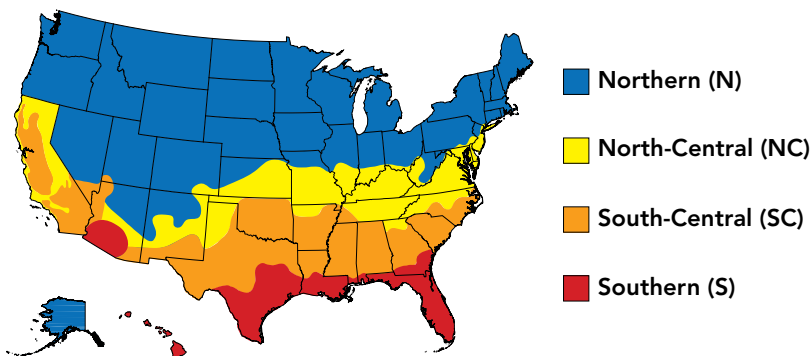 Northern (N)
North-Central (NC)
South-Central (SC)
Southern (S)